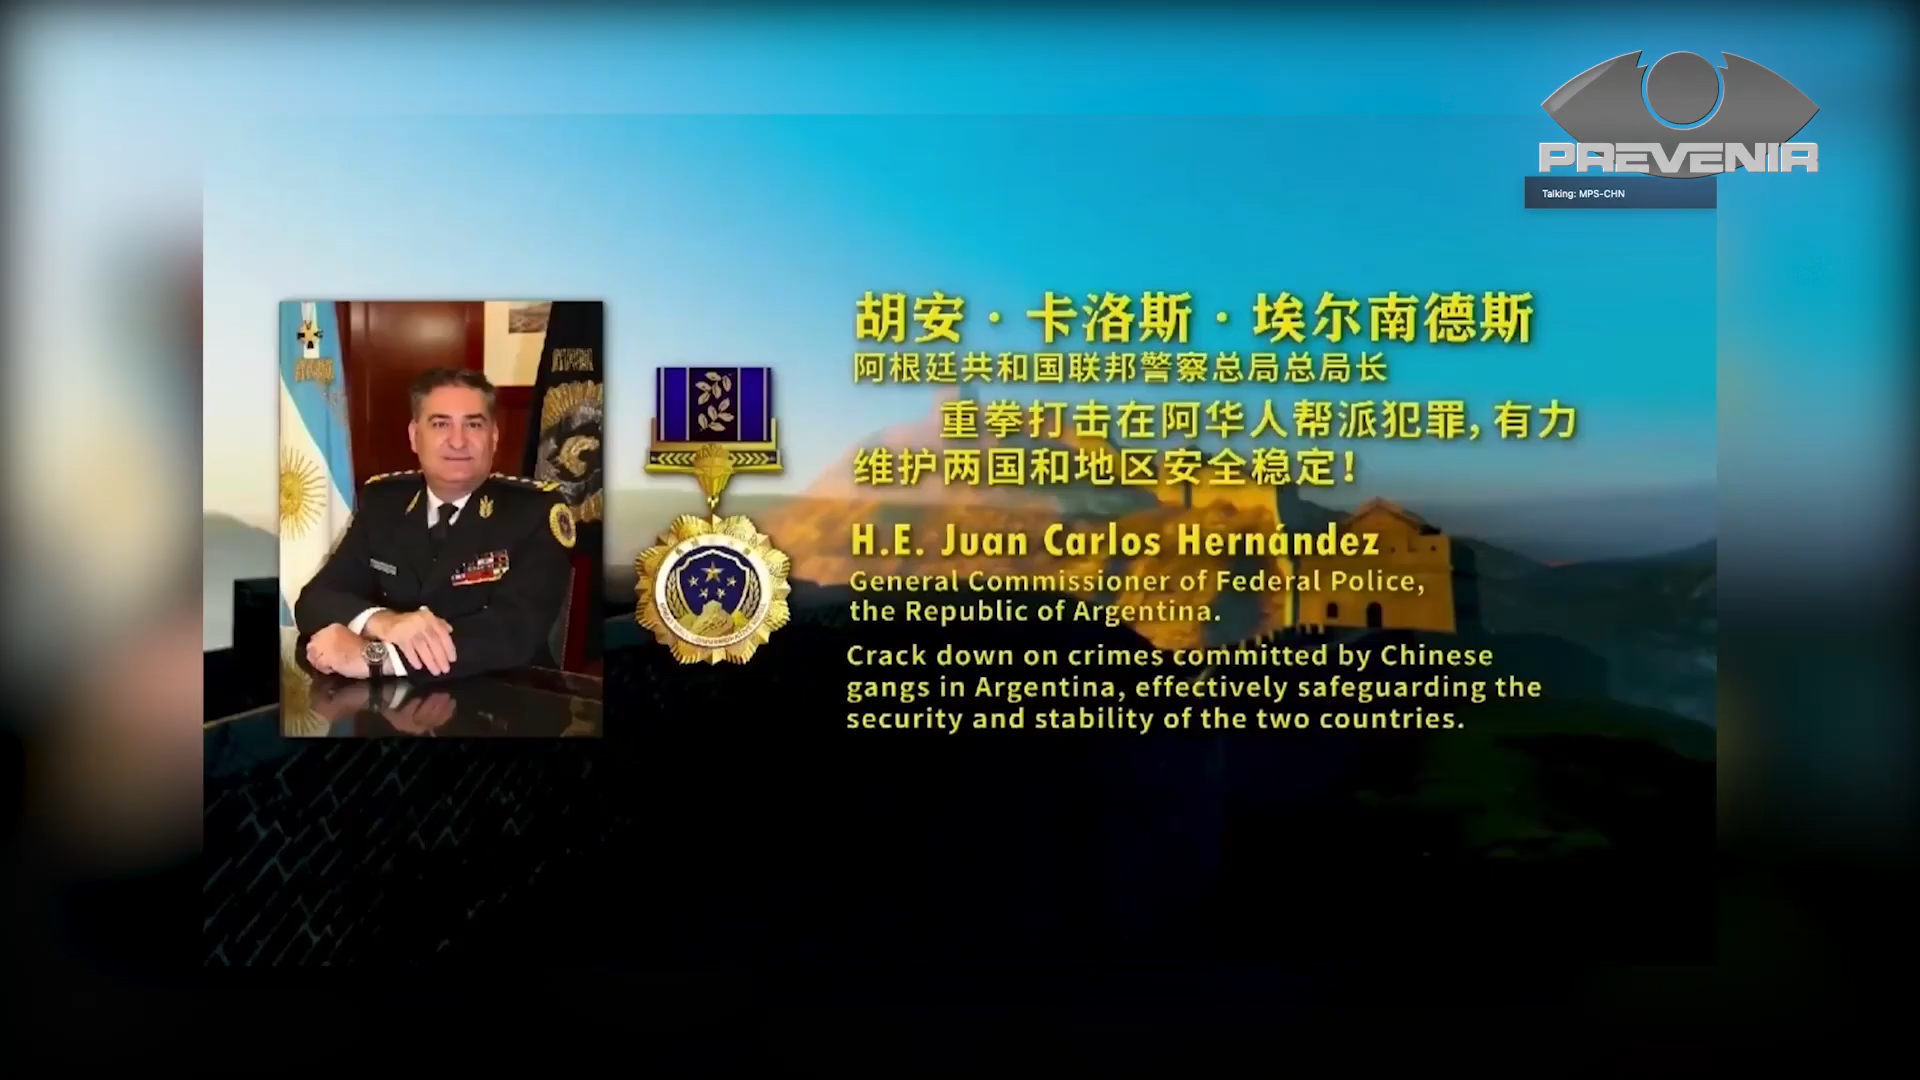 PREVENIR
Talking: MPS-CHN
胡安·卡洛斯·埃尔南德斯
阿根廷共和国联邦警察总局总局长
重拳打击在阿华人帮派犯罪，有力
维护两国和地区安全稳定！
H.E. Juan Carlos Hernández
General Commissioner of Federal Police,
the Republic of Argentina.
Crack down on crimes committed by Chinese
gangs in Argentina, effectively safeguarding the
security and stability of the two countries.